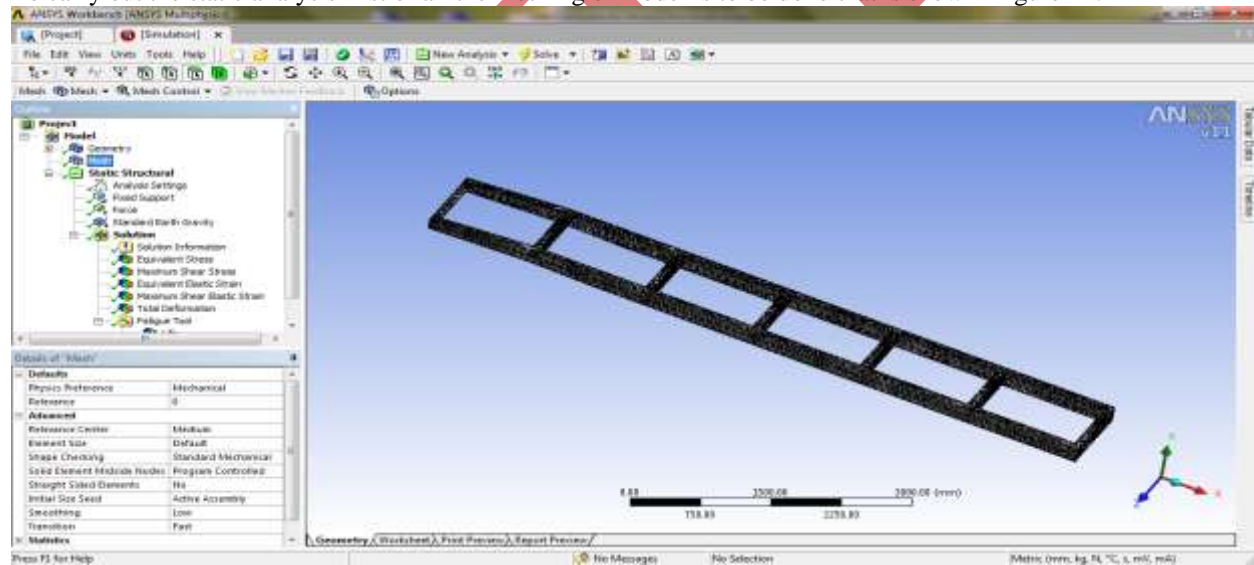 ANSYS Workbench [ANSYS Multiphysics]
[Project] [Simulation] x
File Edit View Units Tools Help New Analysis Solve
Mesh Mesh Mesh Control Options
Project
Model
Geometry
Mesh
Static Structural
Analysis Settings
Fixed Support
Force
Standard Earth Gravity
Solution
Solution Information
Equivalent Stress
Maximum Shear Stress
Equivalent Elastic Strain
Maximum Shear Elastic Strain
Total Deformation
Fatigue Tool
Details of "Mesh"
Defaults
Physics Preference Mechanical
Relevance 0
Advanced
Relevance Center Medium
Element Size Default
Shape Checking Standard Mechanical
Solid Element Midside Nodes Program Controlled
Straight Sided Elements No
Initial Size Seed Active Assembly
Smoothing Low
Transition Fast
Statistics
ANSYS
v11
Tabular Data
Timeline
0.00 1500.00 (mm)
750.00 2250.00
Geometry Worksheet Print Preview Report Preview
Press F1 for Help No Messages No Selection Metric (mm, kg, N, °C, s, mV, mA)